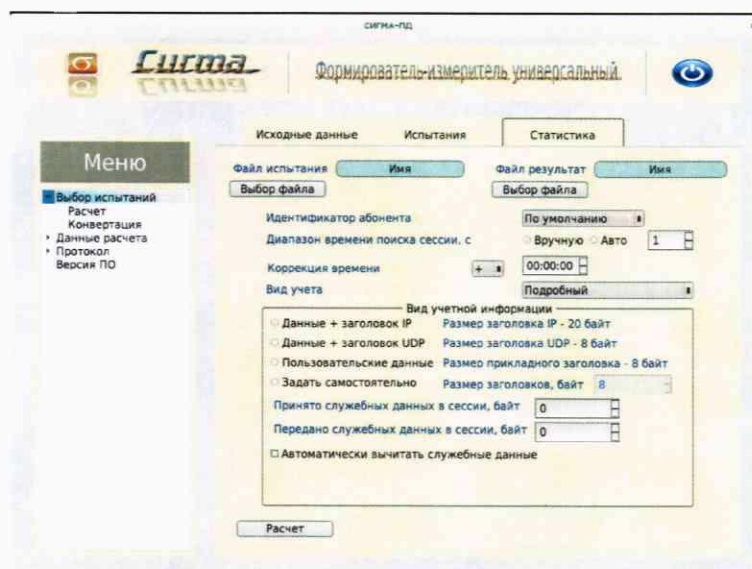 СИГМА-ПД
Сигма
Формирователь-измеритель универсальный
Исходные данные Испытания Статистика
Меню
Файл испытания Имя Файл результат Имя
Выбор файла Выбор файла
Выбор испытаний
Расчет
Конвертация
Данные расчета
Протокол
Версия ПО
Идентификатор абонента По умолчанию
Диапазон времени поиска сессии, с Вручную Авто 1
Коррекция времени + 00:00:00
Вид учета Подробный
Вид учетной информации
Данные + заголовок IP Размер заголовка IP - 20 байт
Данные + заголовок UDP Размер заголовка UDP - 8 байт
Пользовательские данные Размер прикладного заголовка - 8 байт
Задать самостоятельно Размер заголовков, байт 8
Принято служебных данных в сессии, байт 0
Передано служебных данных в сессии, байт 0
Автоматически вычитать служебные данные
Расчет